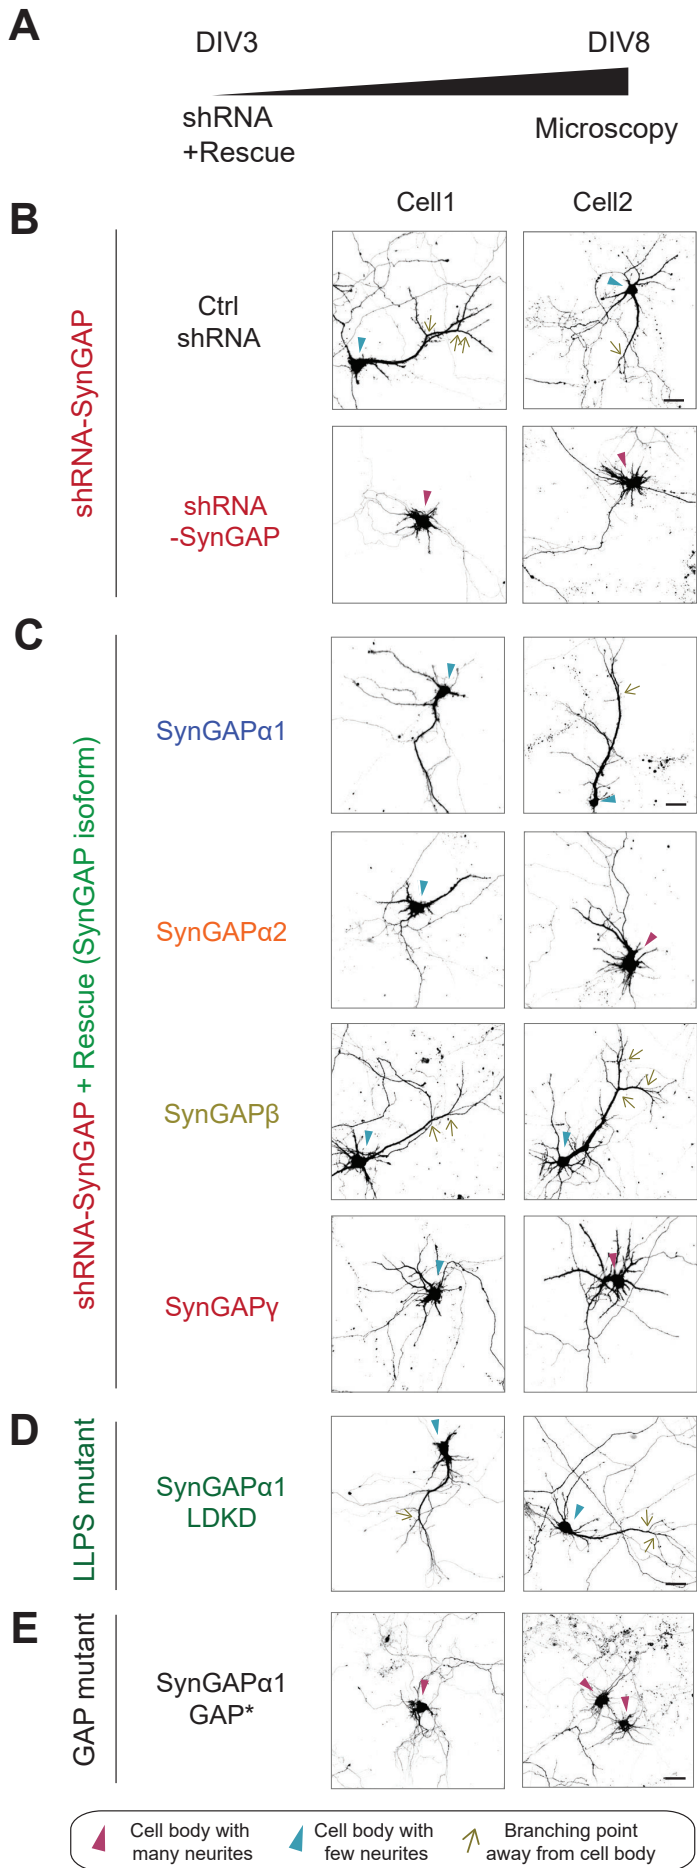 A
DIV3
DIV8
shRNA
+Rescue
Microscopy
Cell1
Cell2
B
shRNA-SynGAP
Ctrl
shRNA
shRNA
-SynGAP
C
shRNA-SynGAP + Rescue (SynGAP isoform)
SynGAPα1
SynGAPα2
SynGAPβ
SynGAPγ
D
LLPS mutant
SynGAPα1
LDKD
E
GAP mutant
SynGAPα1
GAP*
Cell body with
many neurites
Cell body with
few neurites
Branching point
away from cell body